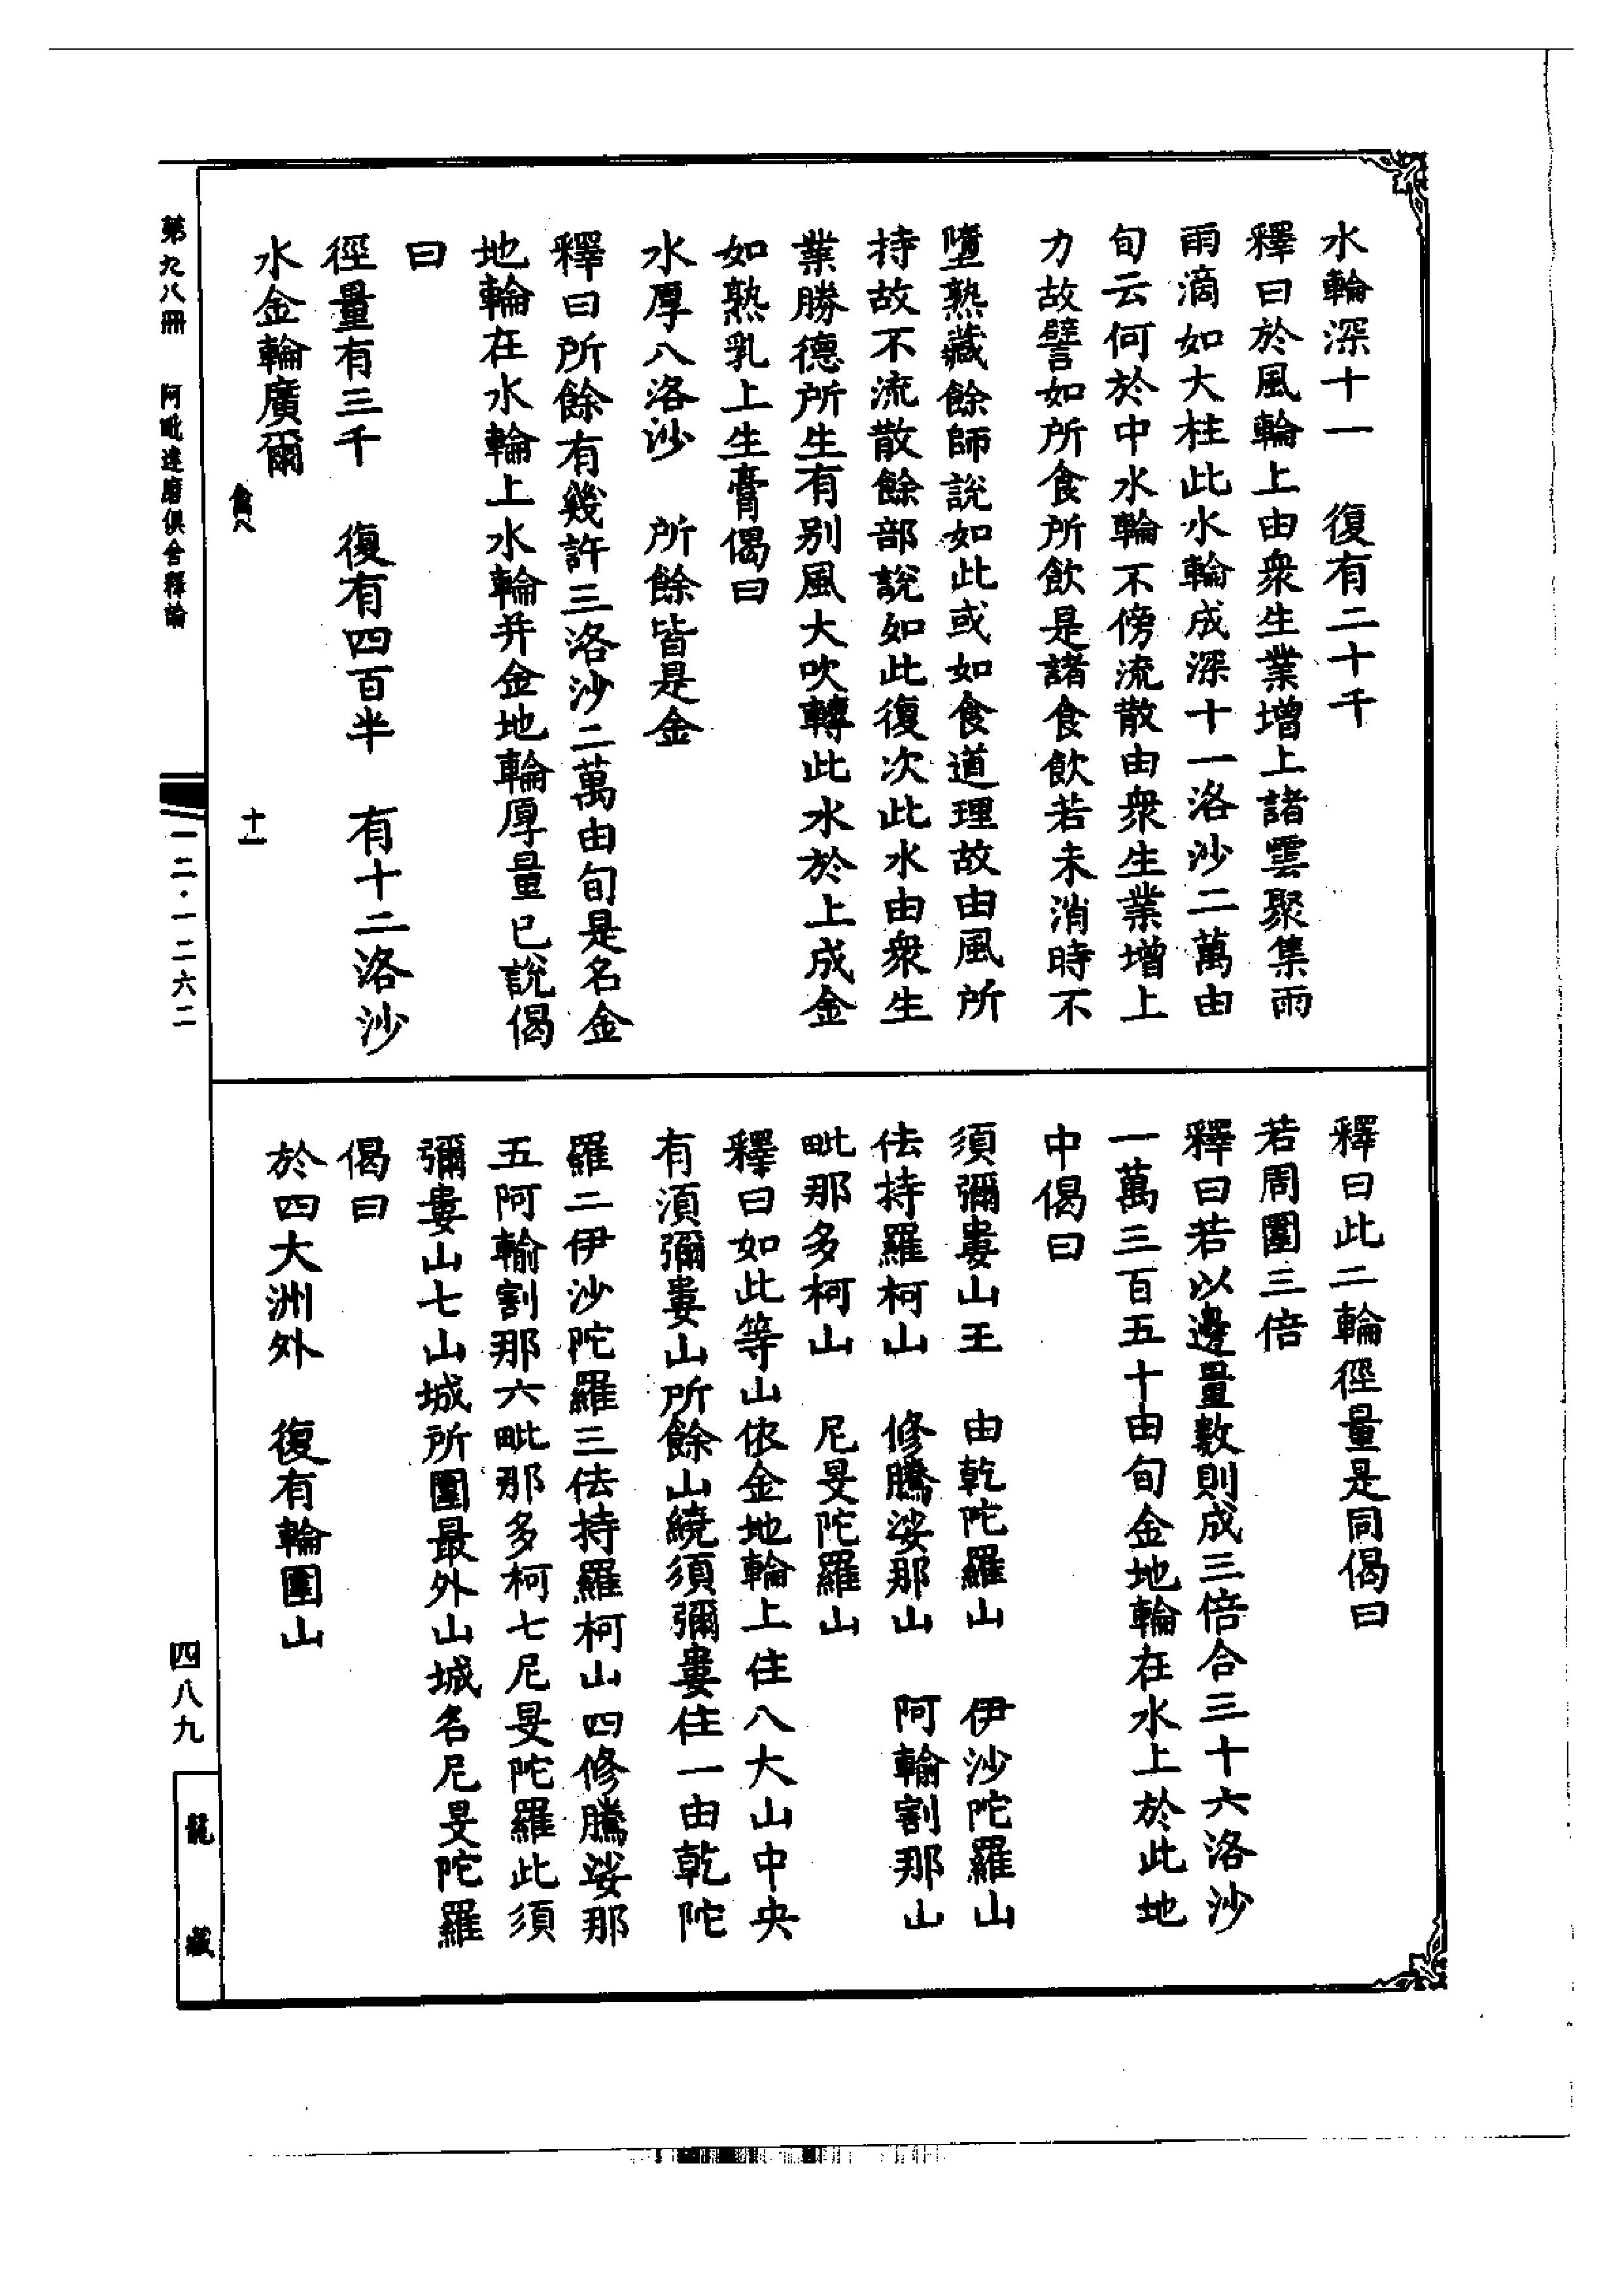 水輪深十一　復有二十千
釋曰於風輪上由衆生業增上諸雲聚集雨
雨滴如大柱此水輪成深十一洛沙二萬由
旬云何於中水輪不傍流散由衆生業增上
力故譬如所食所飲是諸食飲若未消時不
墮熟藏餘師說如此或如食道理故由風所
持故不流散餘部說如此復次此水由衆生
業勝德所生有別風大吹轉此水於上成金
如熟乳上生膏偈曰
水厚八洛沙　所餘皆是金
釋曰所餘有幾許三洛沙二萬由旬是名金
地輪在水輪上水輪并金地輪厚量已說偈
曰
徑量有三千　復有四百半　有十二洛沙
水金輪廣爾
十一
釋曰此二輪徑量是同偈曰
若周圍三倍
釋曰若以邊量數則成三倍合三十六洛沙
一萬三百五十由旬金地輪在水上於此地
中偈曰
須彌婁山王　由乾陀羅山　伊沙陀羅山
佉持羅柯山　修騰娑那山　阿輸割那山
毗那多柯山　尼旻陀羅山
釋曰如此等山依金地輪上住八大山中央
有須彌婁山所餘山繞須彌婁住一由乾陀
羅二伊沙陀羅三佉持羅柯山四修騰娑那
五阿輸割那六毗那多柯七尼旻陀羅此須
彌婁山七山城所圍最外山城名尼旻陀羅
偈曰
於四大洲外　復有輪圍山
第九八冊　阿毗達磨俱舍釋論
一二·一二六二
四八九
龍藏